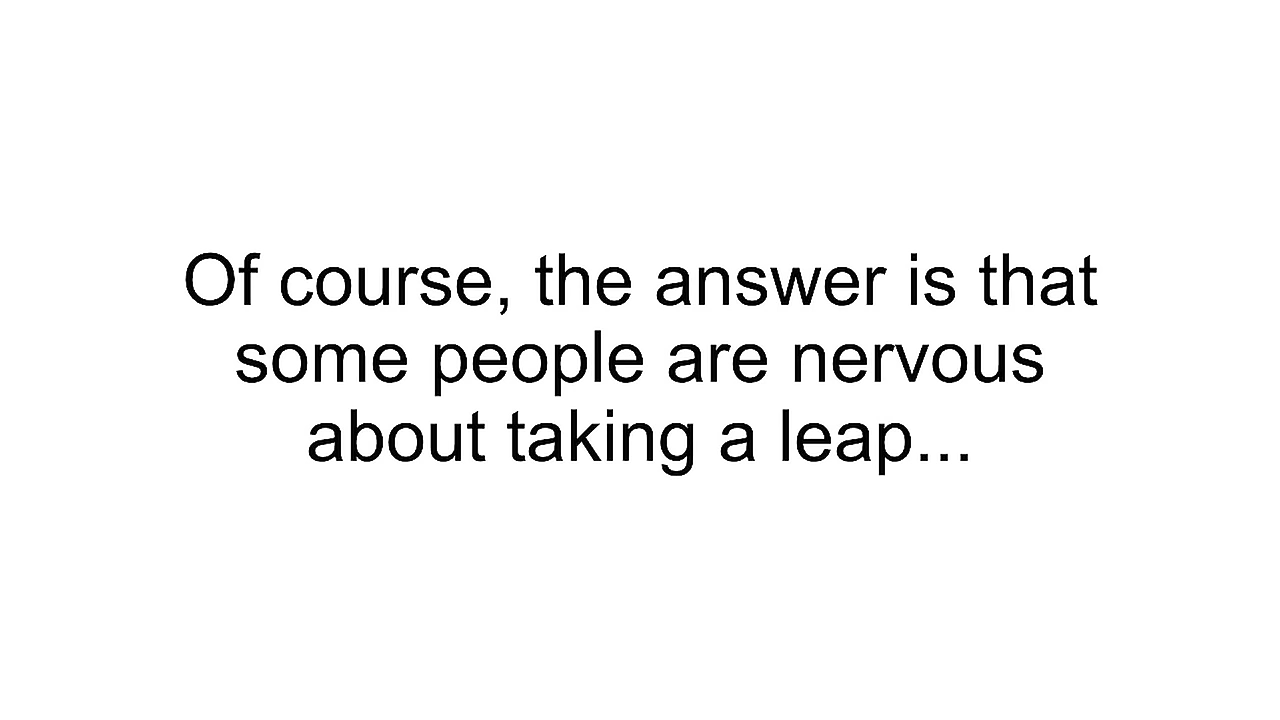 Of course, the answer is that
some people are nervous
about taking a leap...